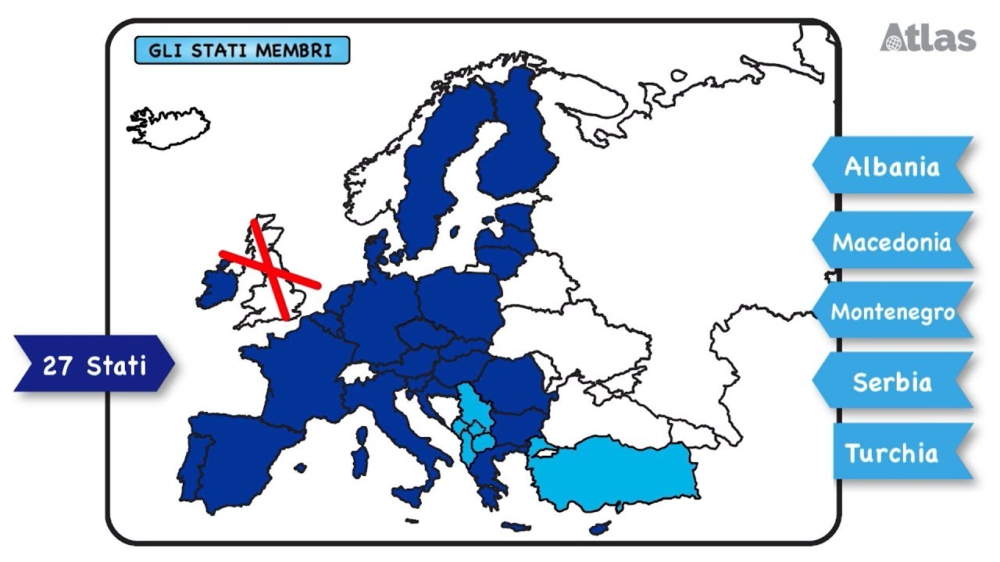 GLI STATI MEMBRI
Atlas
Albania
Macedonia
Montenegro
27 Stati
Serbia
Turchia